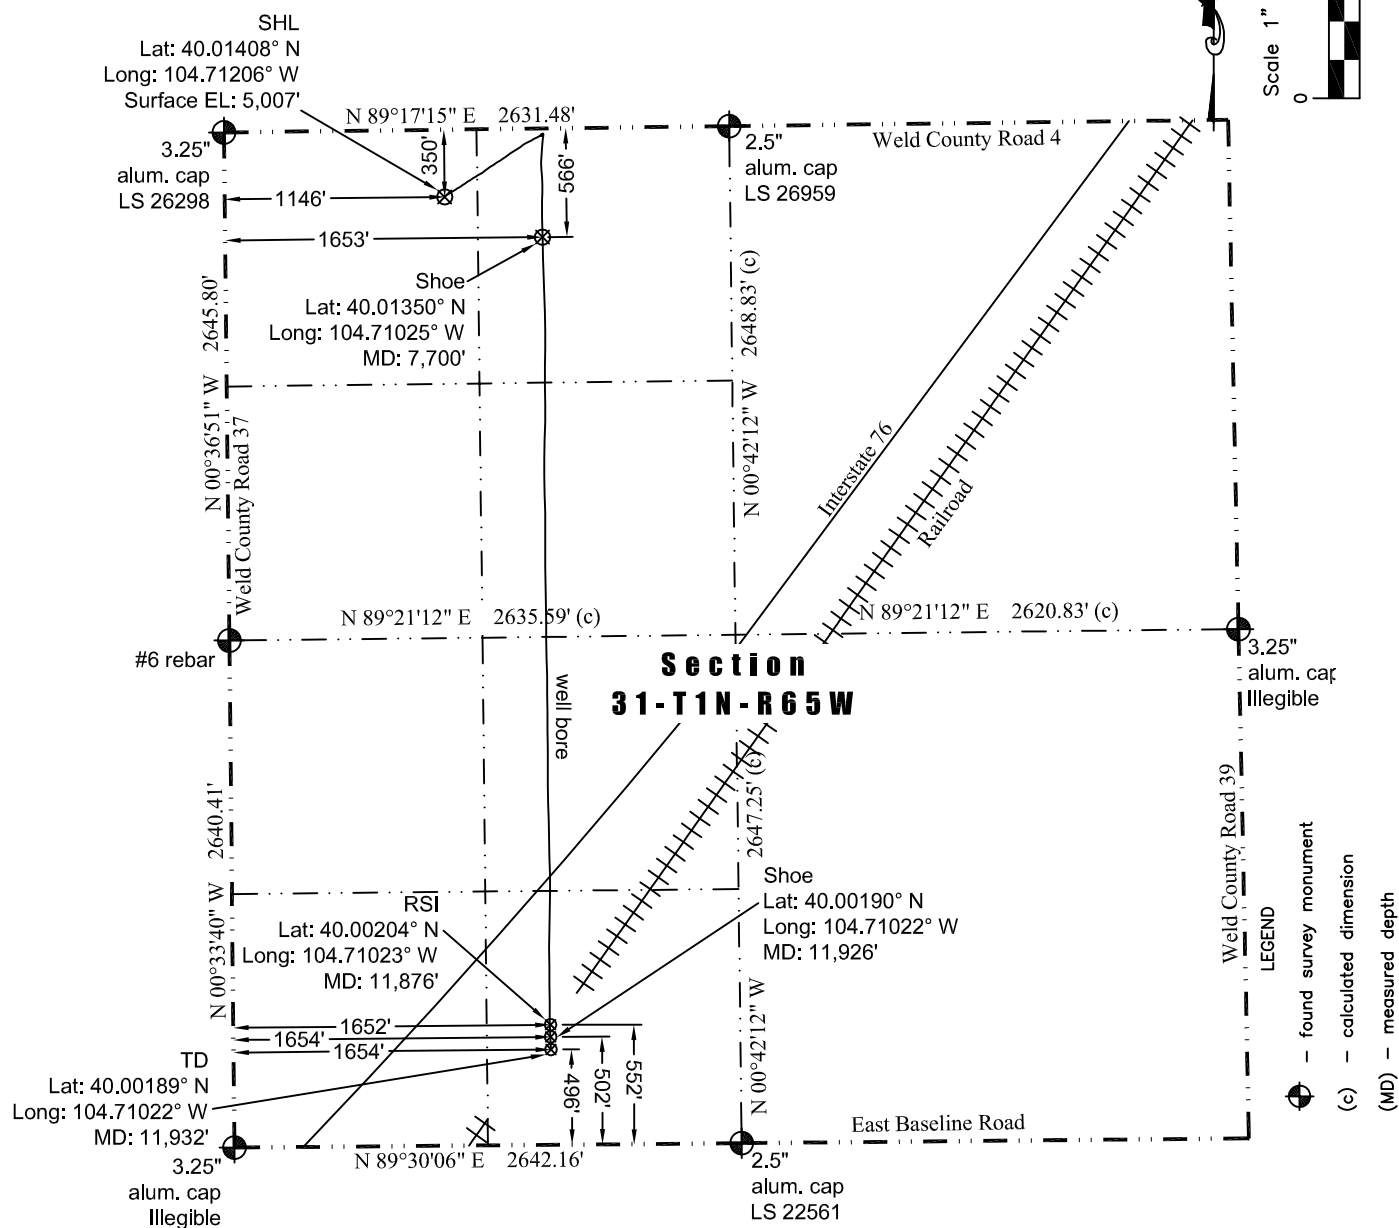 SHL
Lat: 40.01408° N
Long: 104.71206° W
Surface EL: 5,007'
N 89°17'15" E 2631.48'
Scale 1"
0
3.25"
alum. cap
LS 26298
350'
566'
1146'
1653'
2.5"
alum. cap
LS 26959
Weld County Road 4
Shoe
Lat: 40.01350° N
Long: 104.71025° W
MD: 7,700'
N 00°36'51" W 2645.80'
Weld County Road 37
N 00°42'12" W 2648.83' (c)
Interstate 76
Railroad
N 89°21'12" E 2635.59' (c)
N 89°21'12" E 2620.83' (c)
#6 rebar
3.25"
alum. cap
Illegible
Section
31-T1N-R65W
well bore
N 00°33'40" W 2640.41'
N 00°42'12" W 2647.25' (c)
Weld County Road 39
RSI
Lat: 40.00204° N
Long: 104.71023° W
MD: 11,876'
Shoe
Lat: 40.00190° N
Long: 104.71022° W
MD: 11,926'
1652'
1654'
1654'
496'
502'
552'
TD
Lat: 40.00189° N
Long: 104.71022° W
MD: 11,932'
East Baseline Road
N 89°30'06" E 2642.16'
3.25"
alum. cap
Illegible
2.5"
alum. cap
LS 22561
LEGEND
– found survey monument
(c) – calculated dimension
(MD) – measured depth